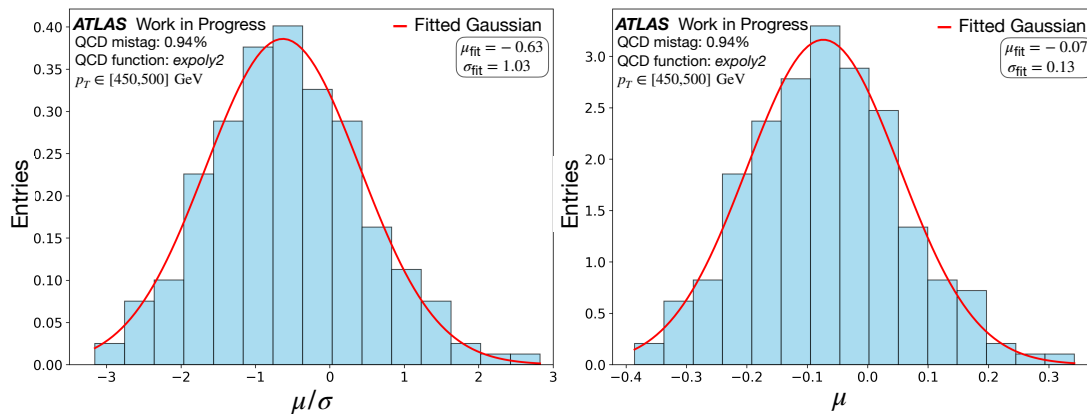 ATLAS Work in Progress
QCD mistag: 0.94%
QCD function: expoly2
p_T ∈ [450,500] GeV
Fitted Gaussian
μ_fit = − 0.63
σ_fit = 1.03
Entries
0.40
0.35
0.30
0.25
0.20
0.15
0.10
0.05
0.00
−3
−2
−1
0
1
2
3
μ/σ
ATLAS Work in Progress
QCD mistag: 0.94%
QCD function: expoly2
p_T ∈ [450,500] GeV
Fitted Gaussian
μ_fit = − 0.07
σ_fit = 0.13
Entries
3.0
2.5
2.0
1.5
1.0
0.5
0.0
−0.4
−0.3
−0.2
−0.1
0.0
0.1
0.2
0.3
μ